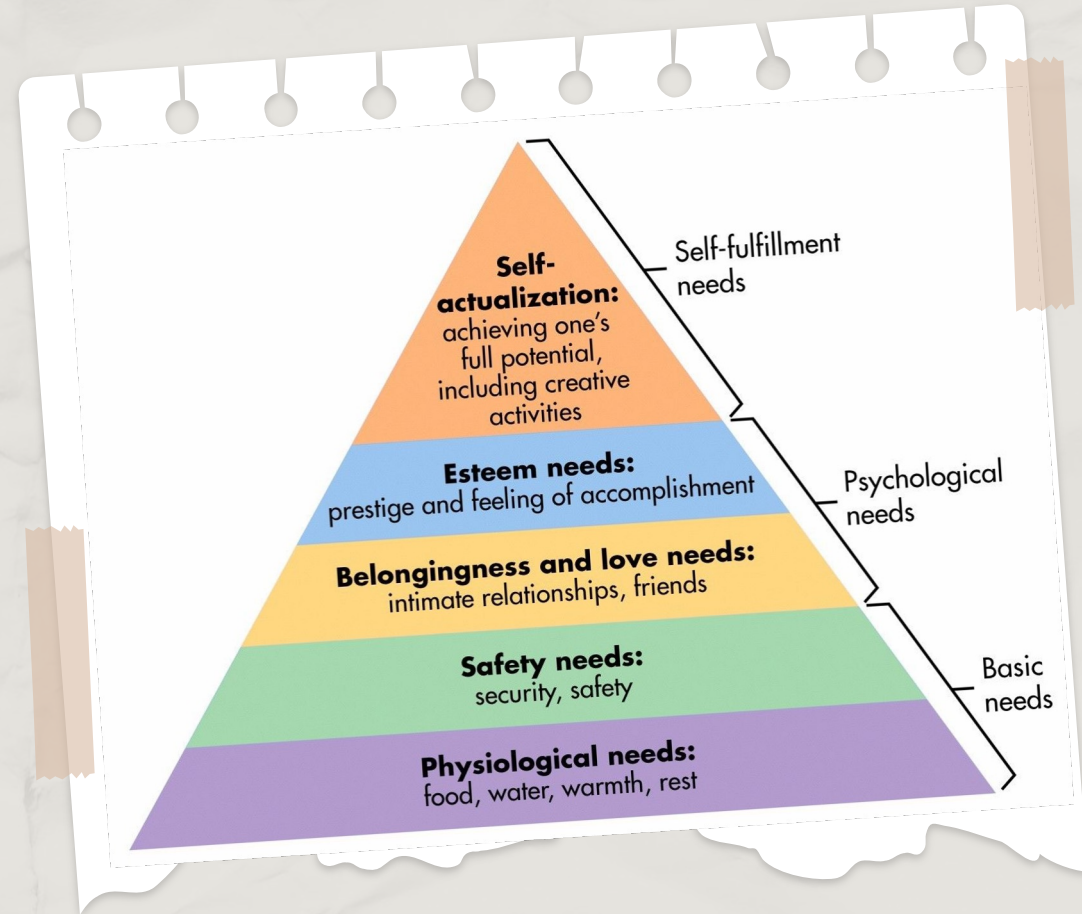 Self-
actualization:
achieving one's
full potential,
including creative
activities
Self-fulfillment
needs
Esteem needs:
prestige and feeling of accomplishment
Psychological
needs
Belongingness and love needs:
intimate relationships, friends
Safety needs:
security, safety
Basic
needs
Physiological needs:
food, water, warmth, rest